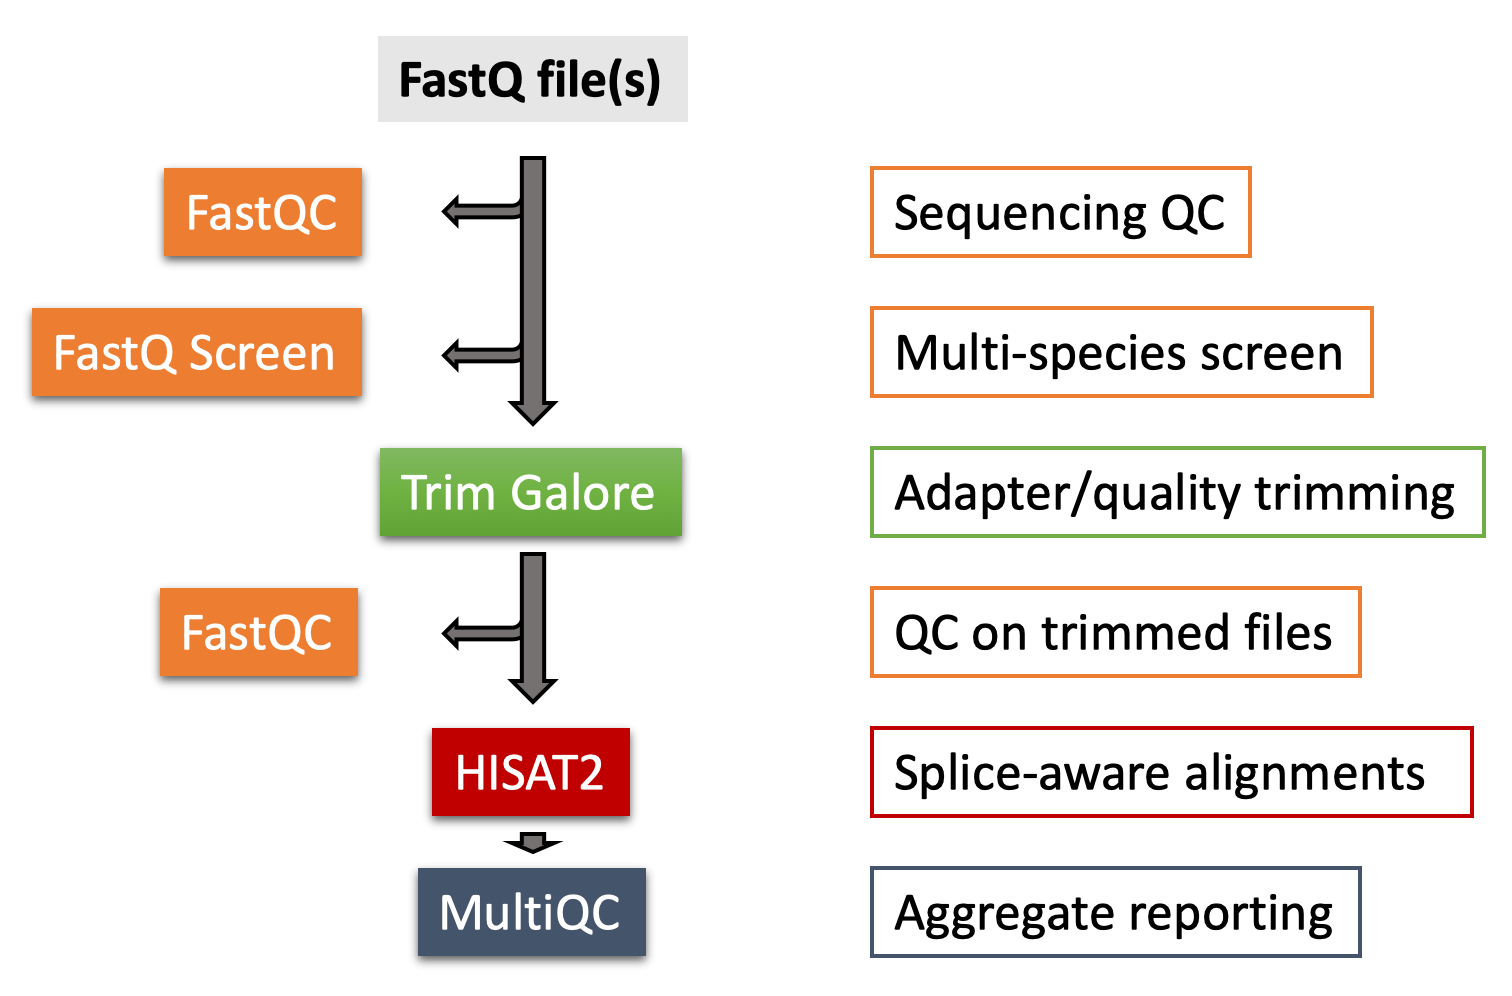 FastQ file(s)
FastQC
Sequencing QC
FastQ Screen
Multi-species screen
Trim Galore
Adapter/quality trimming
FastQC
QC on trimmed files
HISAT2
Splice-aware alignments
MultiQC
Aggregate reporting